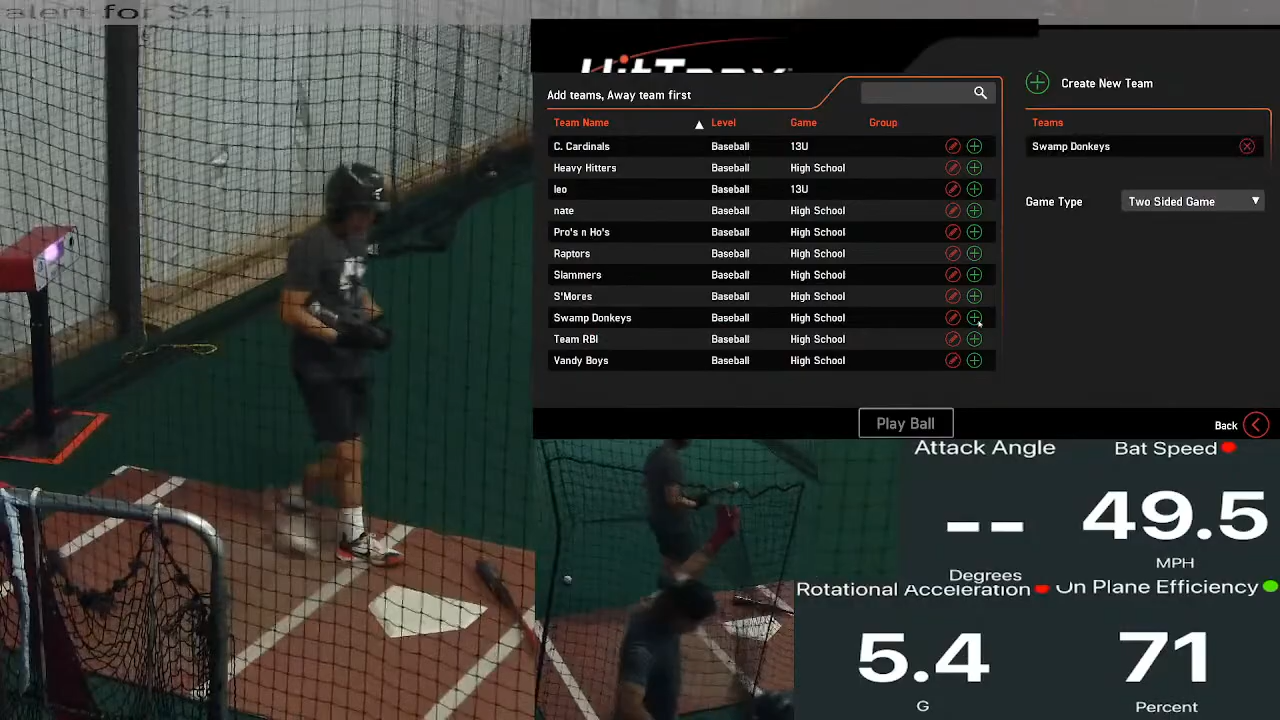 alert for $41.
HitTrax
Add teams, Away team first
Create New Team
Team Name ▲ Level Game Group
Teams
C. Cardinals Baseball 13U
Swamp Donkeys
Heavy Hitters Baseball High School
leo Baseball 13U
Game Type Two Sided Game ▼
nate Baseball High School
Pro's n Ho's Baseball High School
Raptors Baseball High School
Slammers Baseball High School
S'Mores Baseball High School
Swamp Donkeys Baseball High School
Team RBI Baseball High School
Vandy Boys Baseball High School
Play Ball
Back
Attack Angle
Bat Speed
--
49.5
Degrees
MPH
Rotational Acceleration
On Plane Efficiency
5.4
71
G
Percent